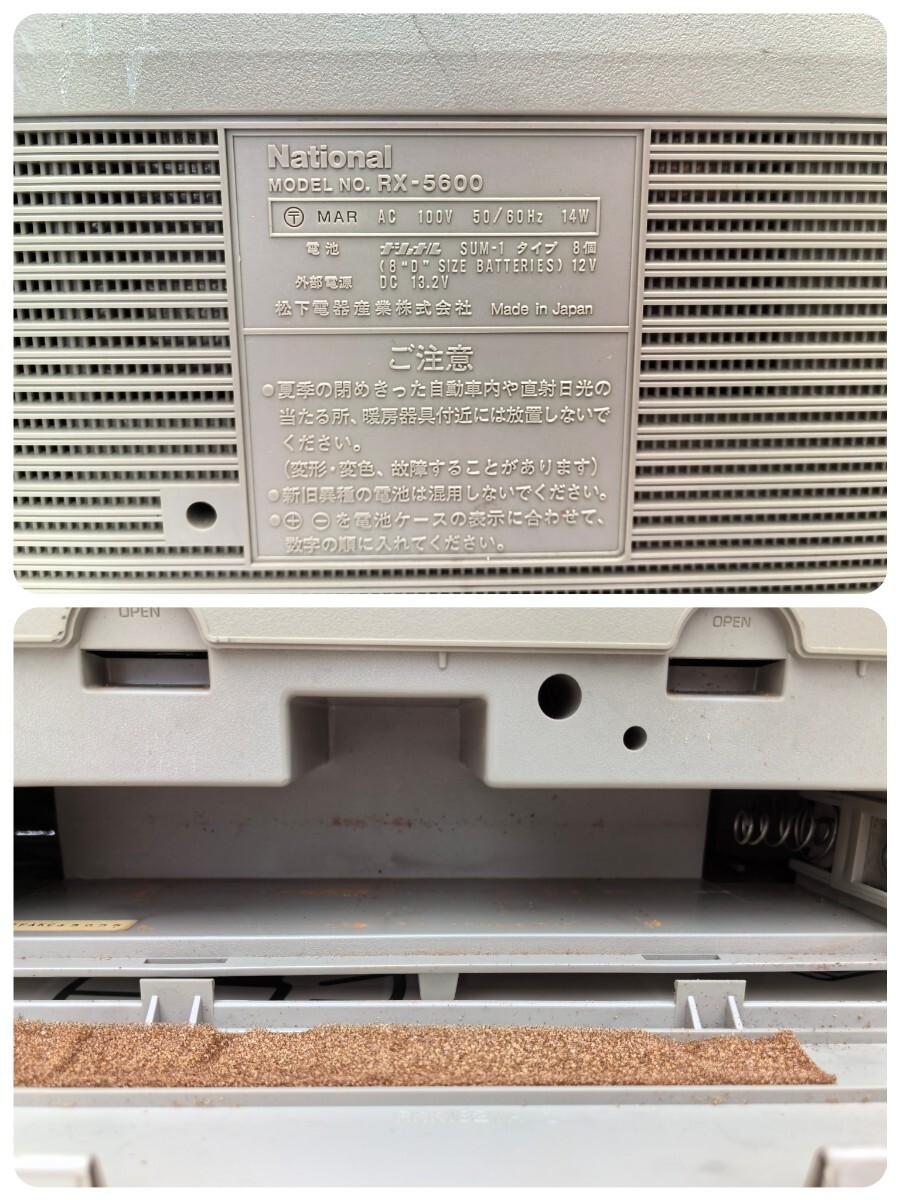 National
MODEL NO. RX-5600
〒 MAR AC 100V 50/60Hz 14W
電池 ナショナル SUM-1 タイプ 8個
(8"D" SIZE BATTERIES) 12V
外部電源 DC 13.2V
松下電器産業株式会社 Made in Japan
ご注意
●夏季の閉めきった自動車内や直射日光の
当たる所、暖房器具付近には放置しないで
ください。
(変形・変色、故障することがあります)
●新旧異種の電池は混用しないでください。
●⊕⊖を電池ケースの表示に合わせて、
数字の順に入れてください。
OPEN
OPEN